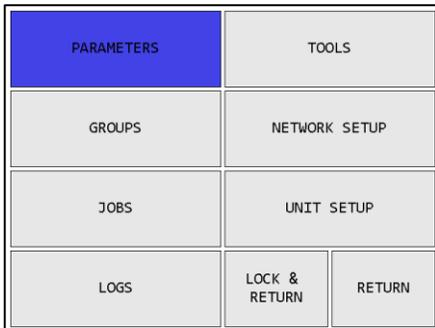 PARAMETERS
TOOLS
GROUPS
NETWORK SETUP
JOBS
UNIT SETUP
LOGS
LOCK &
RETURN
RETURN